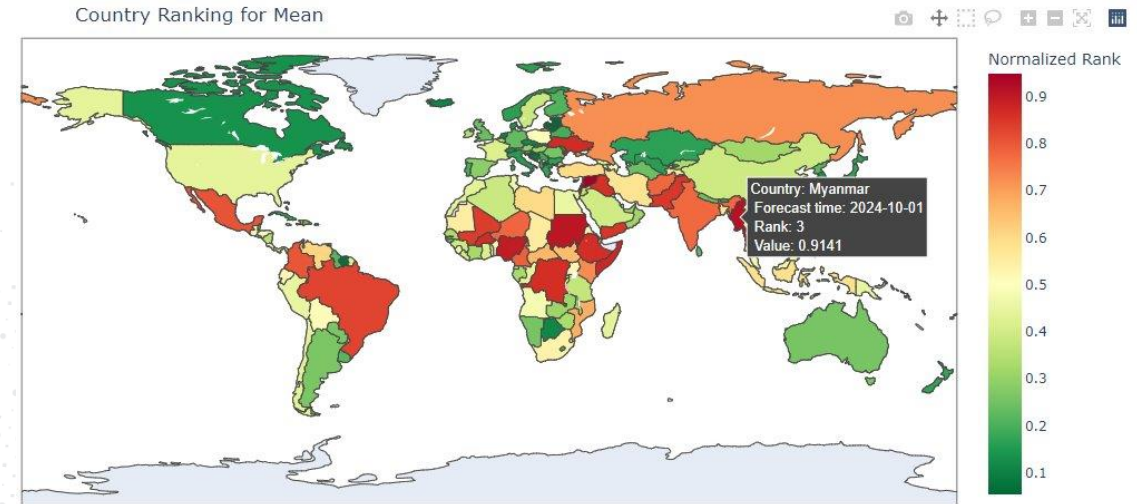 Country Ranking for Mean
Normalized Rank
0.9
0.8
0.7
0.6
0.5
0.4
0.3
0.2
0.1
Country: Myanmar
Forecast time: 2024-10-01
Rank: 3
Value: 0.9141